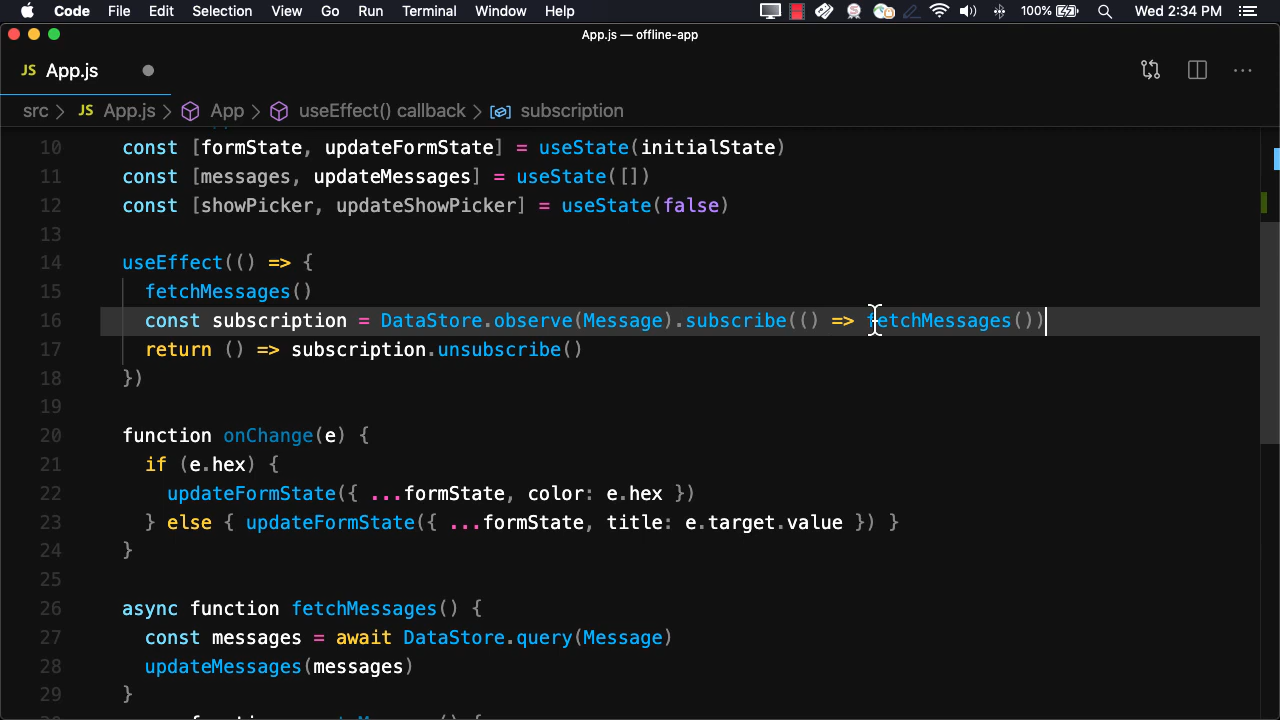 Code File Edit Selection View Go Run Terminal Window Help 100% Wed 2:34 PM
App.js — offline-app
JS App.js
src > JS App.js > App > useEffect() callback > subscription
10 const [formState, updateFormState] = useState(initialState)
11 const [messages, updateMessages] = useState([])
12 const [showPicker, updateShowPicker] = useState(false)
13
14 useEffect(() => {
15 fetchMessages()
16 const subscription = DataStore.observe(Message).subscribe(() => fetchMessages())
17 return () => subscription.unsubscribe()
18 })
19
20 function onChange(e) {
21 if (e.hex) {
22 updateFormState({ ...formState, color: e.hex })
23 } else { updateFormState({ ...formState, title: e.target.value }) }
24 }
25
26 async function fetchMessages() {
27 const messages = await DataStore.query(Message)
28 updateMessages(messages)
29 }